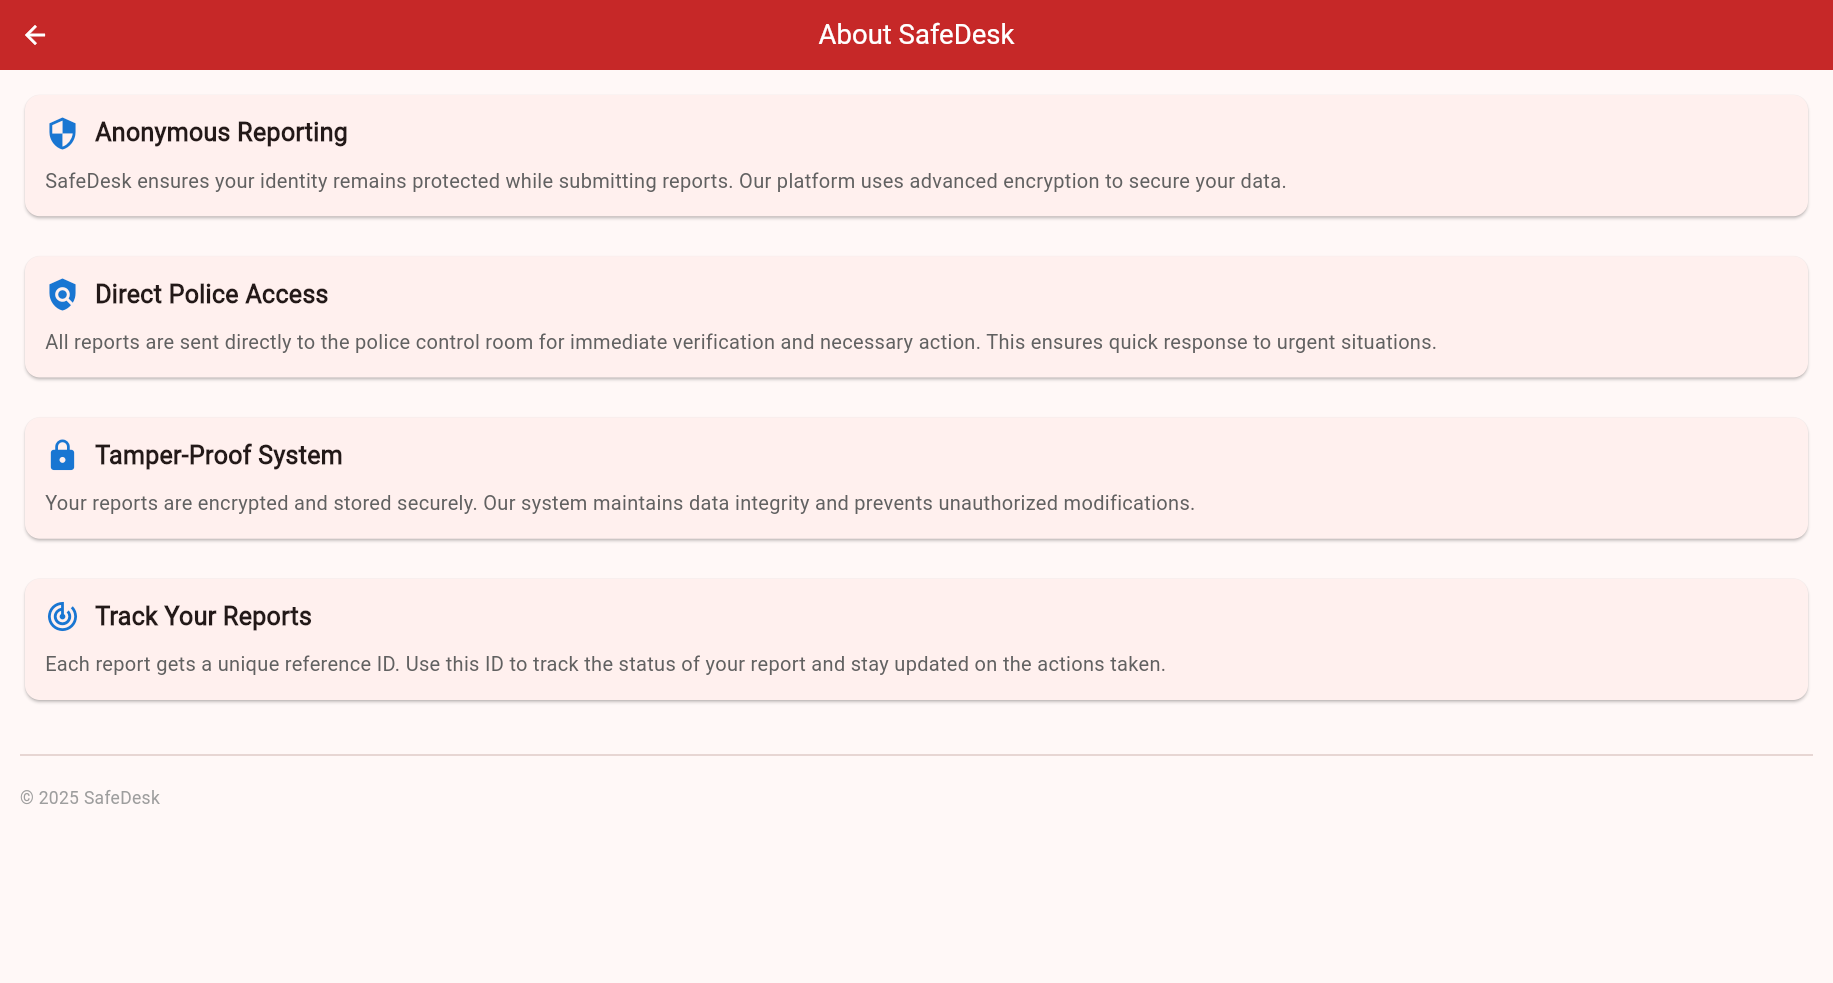 About SafeDesk
Anonymous Reporting
SafeDesk ensures your identity remains protected while submitting reports. Our platform uses advanced encryption to secure your data.
Direct Police Access
All reports are sent directly to the police control room for immediate verification and necessary action. This ensures quick response to urgent situations.
Tamper-Proof System
Your reports are encrypted and stored securely. Our system maintains data integrity and prevents unauthorized modifications.
Track Your Reports
Each report gets a unique reference ID. Use this ID to track the status of your report and stay updated on the actions taken.
© 2025 SafeDesk